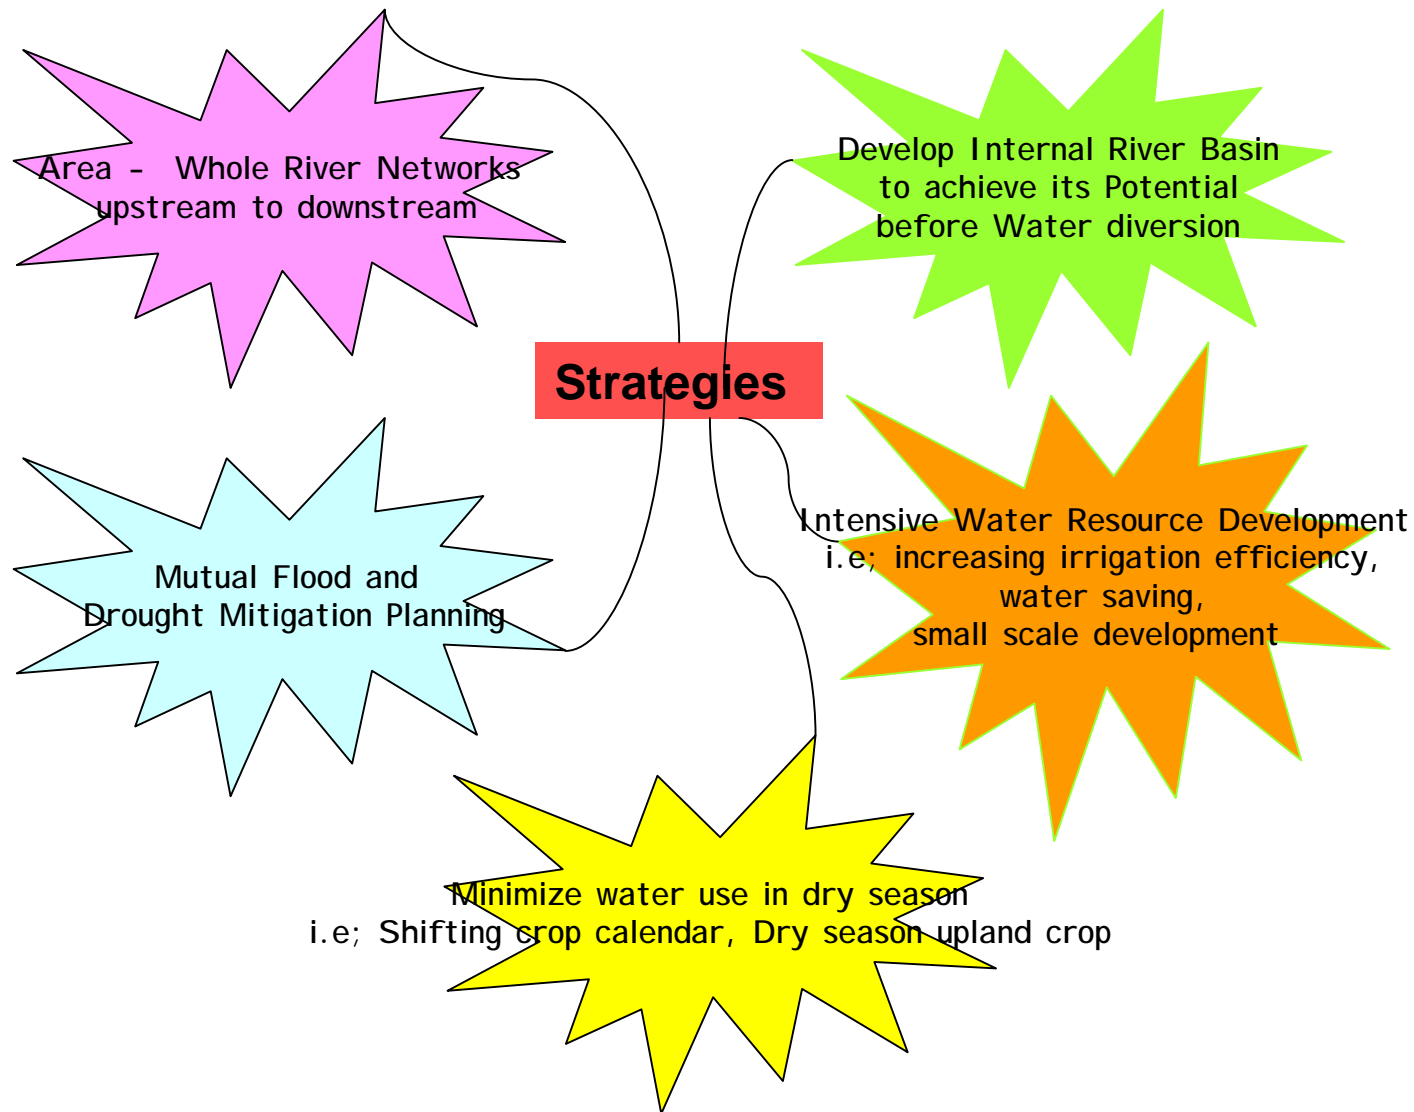 Area - Whole River Networks
upstream to downstream
Develop Internal River Basin
to achieve its Potential
before Water diversion
Strategies
Mutual Flood and
Drought Mitigation Planning
Intensive Water Resource Development
i.e; increasing irrigation efficiency,
water saving,
small scale development
Minimize water use in dry season
i.e; Shifting crop calendar, Dry season upland crop